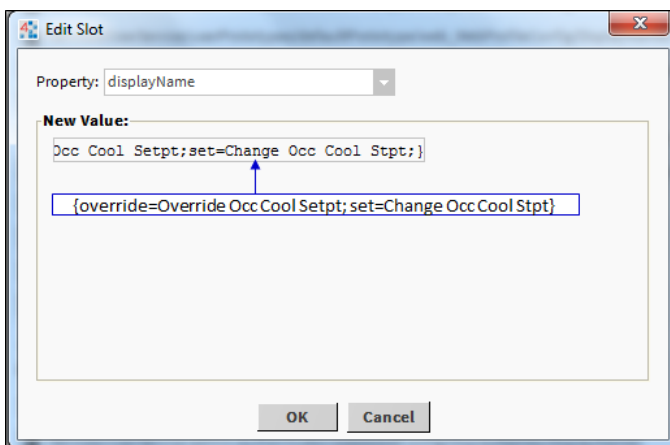 Edit Slot
Property: displayName
New Value:
Occ Cool Setpt;set=Change Occ Cool Stpt;}
{override=Override Occ Cool Setpt; set=Change Occ Cool Stpt}
OK Cancel